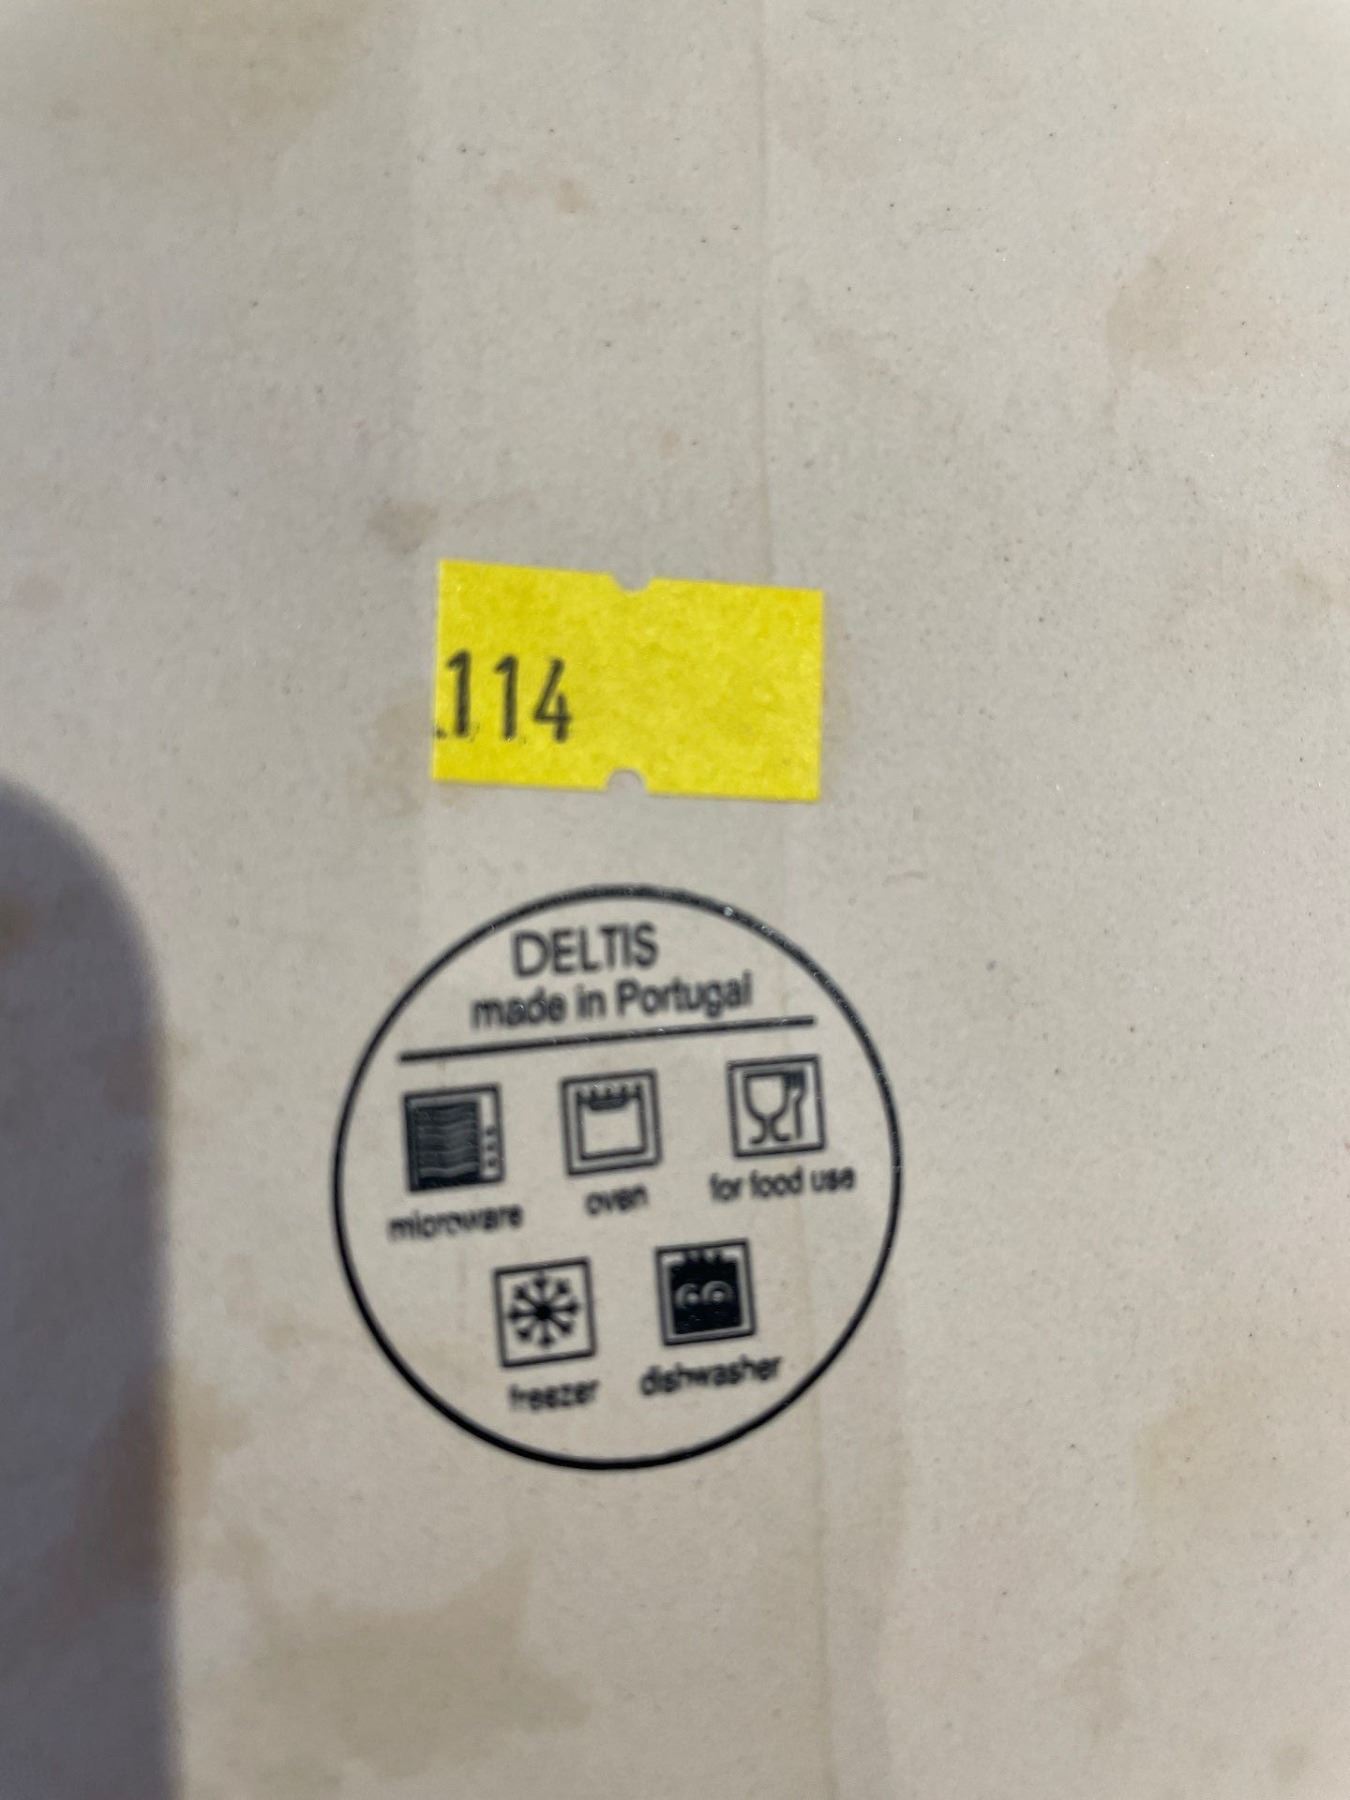 .114
DELTIS
made in Portugal
microware
oven
for food use
freezer
dishwasher